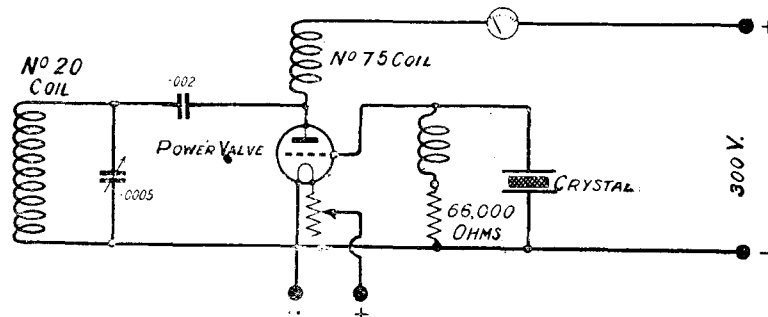 Nº 20
COIL
.002
Nº 75 COIL
+
POWER VALVE
.0005
66,000
OHMS
CRYSTAL
300 V.
-
+